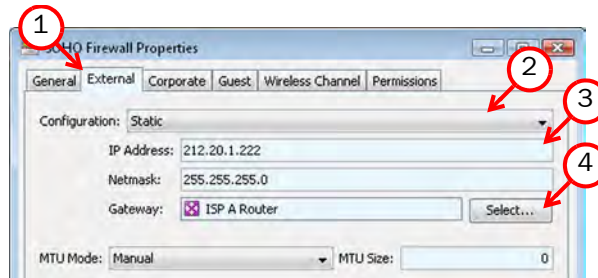 1
SOHO Firewall Properties
2
General External Corporate Guest Wireless Channel Permissions
3
Configuration: Static
IP Address: 212.20.1.222
4
Netmask: 255.255.255.0
Gateway: ISP A Router Select...
MTU Mode: Manual MTU Size: 0